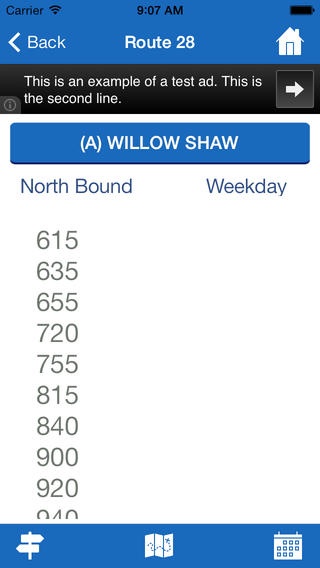 Carrier 9:07 AM
Back Route 28
This is an example of a test ad. This is
the second line.
(A) WILLOW SHAW
North Bound Weekday
615
635
655
720
755
815
840
900
920
940